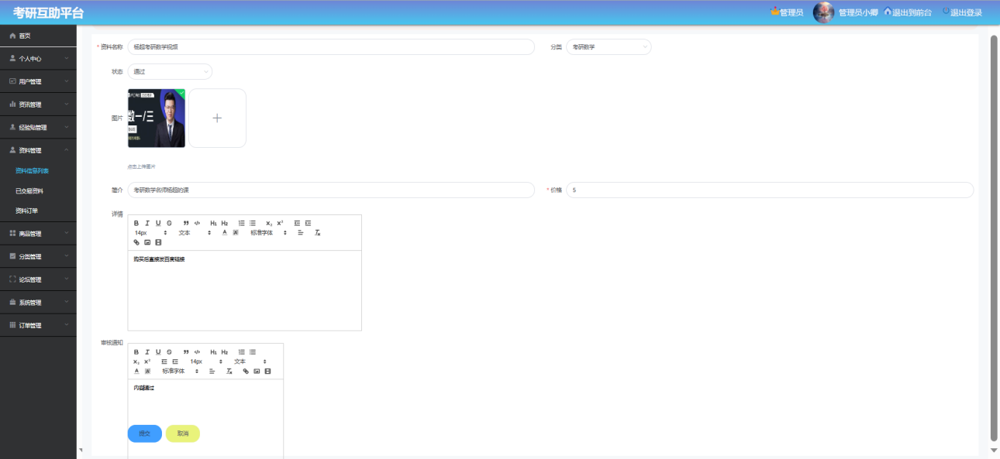 考研互助平台
管理员
管理员小卿
退出到前台
退出登录
首页
个人中心
用户管理
资讯管理
经验贴管理
资料管理
资料信息列表
已交易资料
资料订单
商品管理
分类管理
论坛管理
系统管理
订单管理
* 资料名称 杨超考研数学视频
分类 考研数学
状态 通过
图片
数一/三
点击上传图片
简介 考研数学名师杨超的课
* 价格 5
详情
B I U S H1 H2 x2 x²
14px 文本 A 标准字体
购买后直接发百度链接
审核通知
B I U S H1 H2
x2 x² 14px 文本
A 标准字体
内容通过
提交 取消